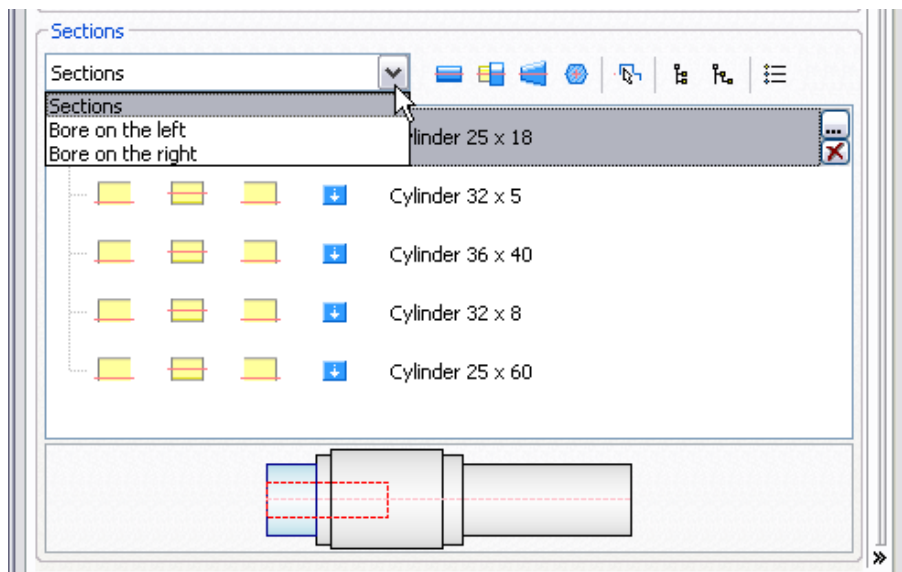 Sections
Sections
Sections
Bore on the left
Bore on the right
linder 25 x 18
...
Cylinder 32 x 5
Cylinder 36 x 40
Cylinder 32 x 8
Cylinder 25 x 60
»